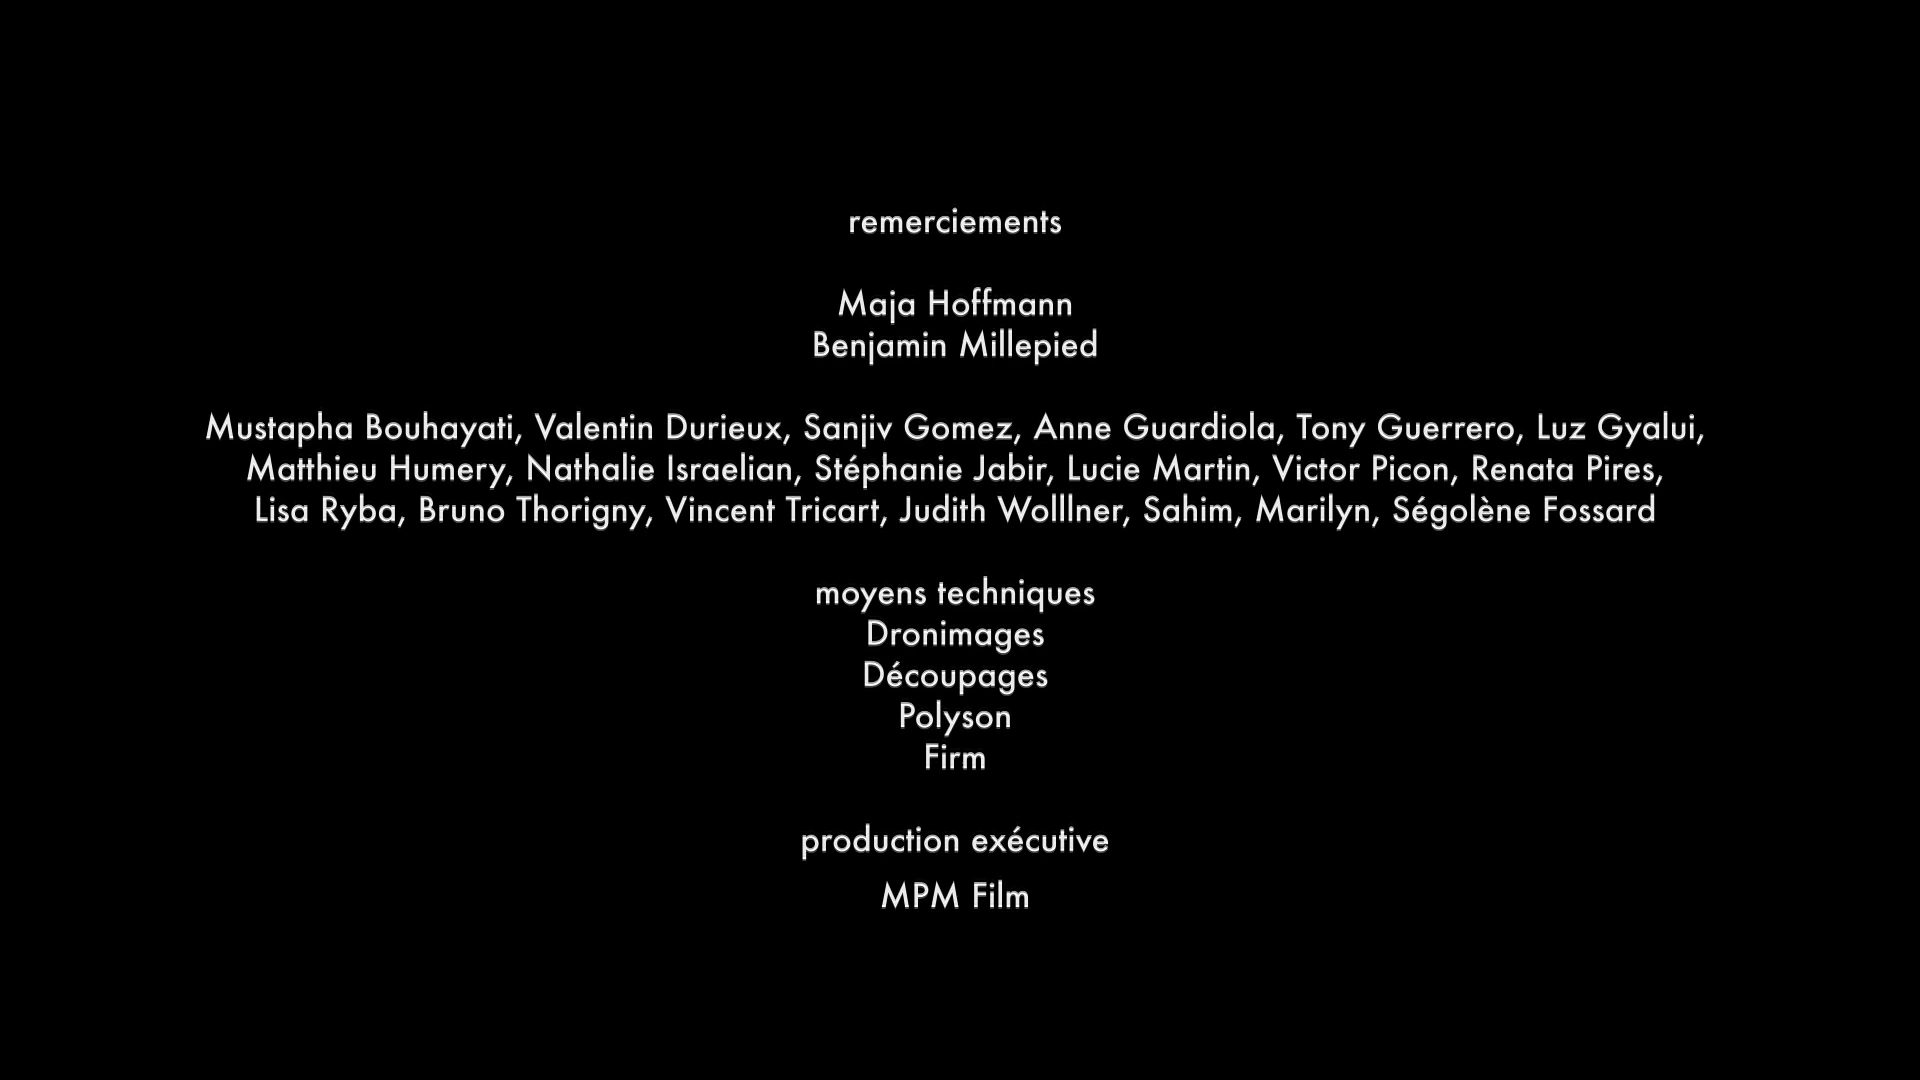 remerciements
Maja Hoffmann
Benjamin Millepied
Mustapha Bouhayati, Valentin Durieux, Sanjiv Gomez, Anne Guardiola, Tony Guerrero, Luz Gyalui,
Matthieu Humery, Nathalie Israelian, Stéphanie Jabir, Lucie Martin, Victor Picon, Renata Pires,
Lisa Ryba, Bruno Thorigny, Vincent Tricart, Judith Wolllner, Sahim, Marilyn, Ségolène Fossard
moyens techniques
Dronimages
Découpages
Polyson
Firm
production exécutive
MPM Film